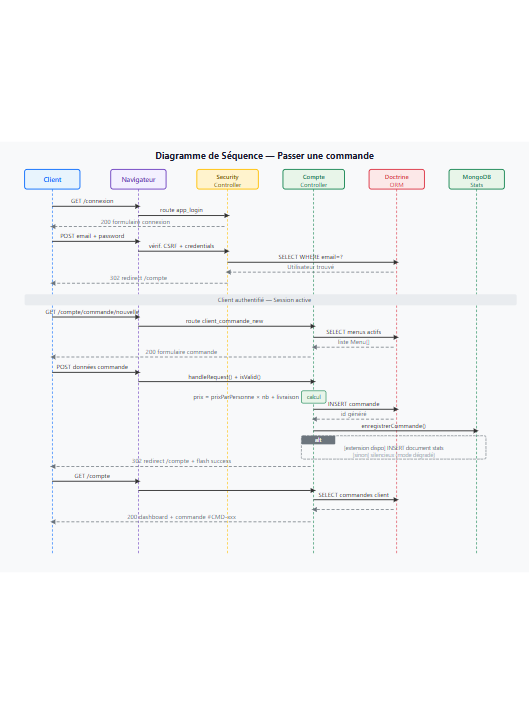 Diagramme de Séquence — Passer une commande
Client
Navigateur
Security
Controller
Compte
Controller
Doctrine
ORM
MongoDB
Stats
GET /connexion
route app_login
200 formulaire connexion
POST email + password
vérif. CSRT + credentials
SELECT WHERE email=?
Utilisateur trouvé
302 redirect /compte
Client authentifié — Session active
GET /compte/commande/nouvelle
route client_commande_new
SELECT menus actifs
liste Menu[]
200 formulaire commande
POST données commande
handleRequest() + isValid()
prix = prixParPersonne × nb + livraison
calcul
INSERT commande
id généré
enregistrerCommande()
alt
[extension dispo] INSERT document stats
[sinon] silencieux (mode dégradé)
302 redirect /compte + flash success
GET /compte
SELECT commandes client
200 dashboard + commande #CMD-xxx